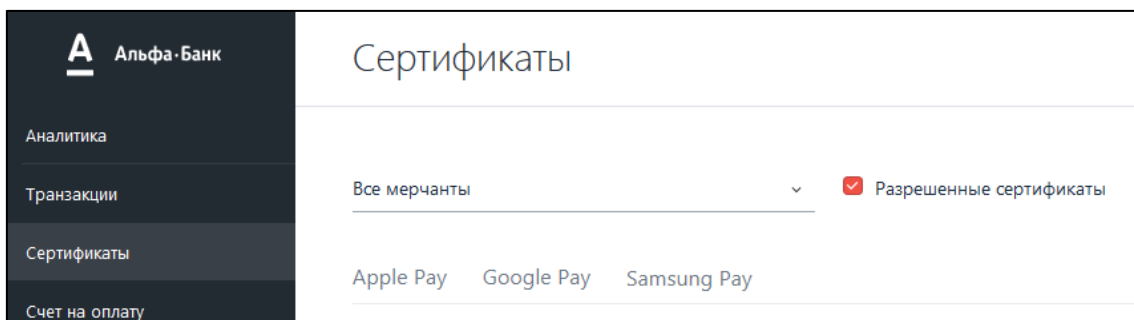 А Альфа·Банк
Аналитика
Транзакции
Сертификаты
Счет на оплату
Сертификаты
Все мерчанты
Разрешенные сертификаты
Apple Pay Google Pay Samsung Pay